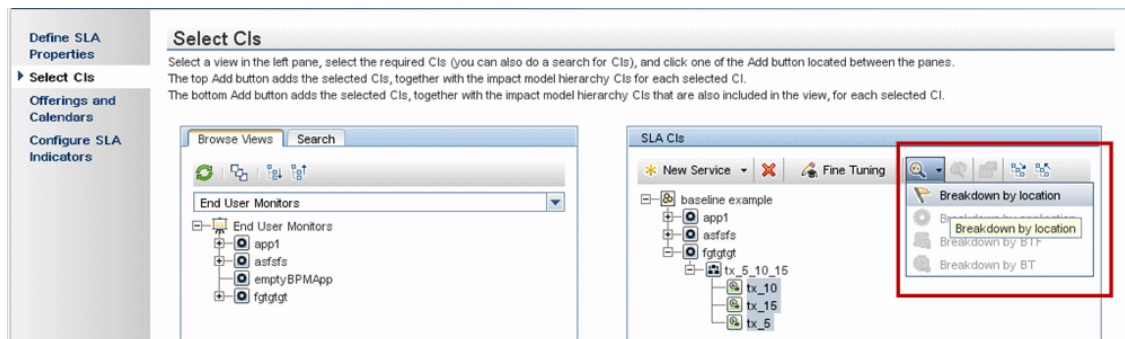 Define SLA
Properties
Select CIs
Offerings and
Calendars
Configure SLA
Indicators
Select CIs
Select a view in the left pane, select the required CIs (you can also do a search for CIs), and click one of the Add button located between the panes.
The top Add button adds the selected CIs, together with the impact model hierarchy CIs for each selected CI.
The bottom Add button adds the selected CIs, together with the impact model hierarchy CIs that are also included in the view, for each selected CI.
Browse Views Search
End User Monitors
End User Monitors
app1
asfsfs
emptyBPMApp
fgtgtgt
SLA CIs
New Service Fine Tuning
baseline example
app1
asfsfs
fgtgtgt
tx_5_10_15
tx_10
tx_15
tx_5
Breakdown by location
Breakdown by location
Breakdown by BTF
Breakdown by BT